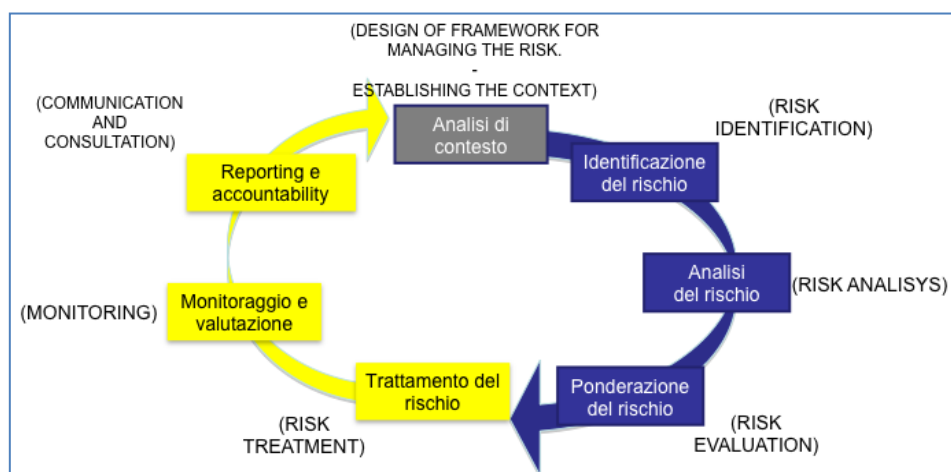 (DESIGN OF FRAMEWORK FOR
MANAGING THE RISK.
-
ESTABLISHING THE CONTEXT)
Analisi di
contesto
(RISK
IDENTIFICATION)
Identificazione
del rischio
Analisi
del rischio
(RISK ANALISYS)
Ponderazione
del rischio
(RISK
EVALUATION)
Trattamento del
rischio
(RISK
TREATMENT)
Monitoraggio e
valutazione
(MONITORING)
Reporting e
accountability
(COMMUNICATION
AND
CONSULTATION)